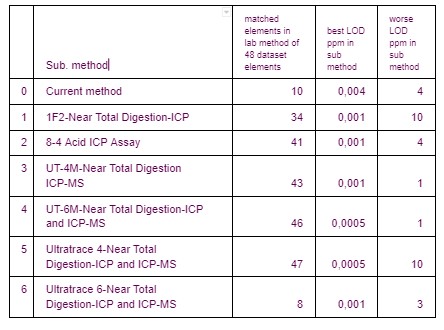 Sub. method
matched
elements in
lab method of
48 dataset
elements
best LOD
ppm in
sub
method
worse
LOD
ppm in
sub
method
0 Current method 10 0,004 4
1 1F2-Near Total Digestion-ICP 34 0,001 10
2 8-4 Acid ICP Assay 41 0,001 4
3 UT-4M-Near Total Digestion
ICP-MS 43 0,001 1
4 UT-6M-Near Total Digestion-ICP
and ICP-MS 46 0,0005 1
5 Ultratrace 4-Near Total
Digestion-ICP and ICP-MS 47 0,0005 10
6 Ultratrace 6-Near Total
Digestion-ICP and ICP-MS 8 0,001 3